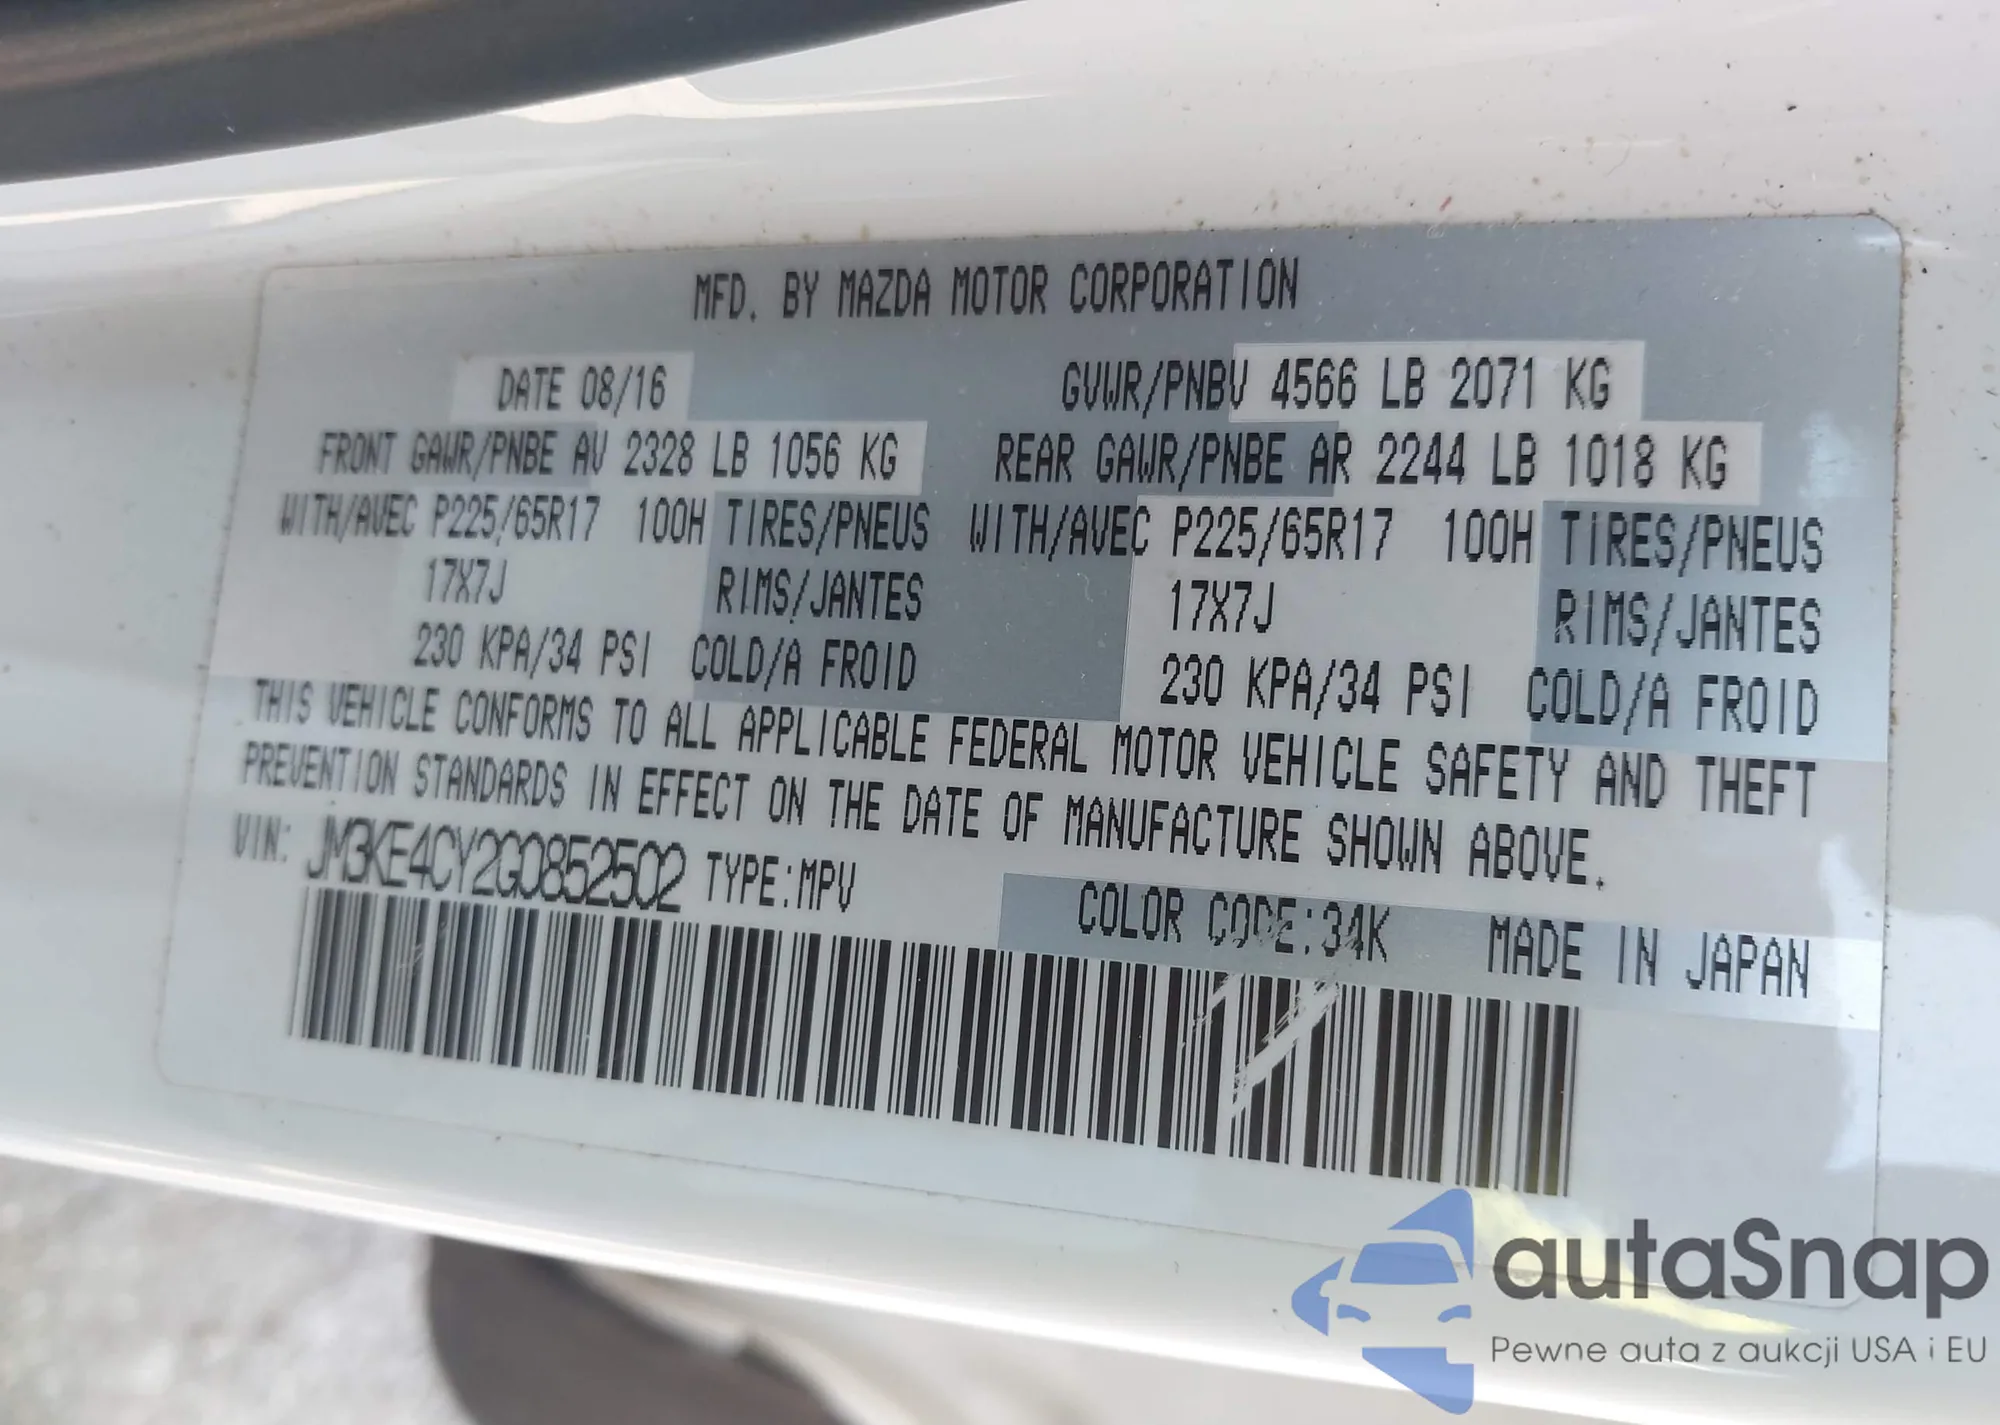 MFD. BY MAZDA MOTOR CORPORATION
DATE 08/16 GVWR/PNBV 4566 LB 2071 KG
FRONT GAWR/PNBE AV 2328 LB 1056 KG REAR GAWR/PNBE AR 2244 LB 1018 KG
WITH/AVEC P225/65R17 100H TIRES/PNEUS WITH/AVEC P225/65R17 100H TIRES/PNEUS
17X7J RIMS/JANTES 17X7J RIMS/JANTES
230 KPA/34 PSI COLD/A FROID 230 KPA/34 PSI COLD/A FROID
THIS VEHICLE CONFORMS TO ALL APPLICABLE FEDERAL MOTOR VEHICLE SAFETY AND THEFT
PREVENTION STANDARDS IN EFFECT ON THE DATE OF MANUFACTURE SHOWN ABOVE.
VIN: JM3KE4CY2G0852502 TYPE:MPV
COLOR CODE:34K MADE IN JAPAN
autaSnap
Pewne auta z aukcji USA i EU